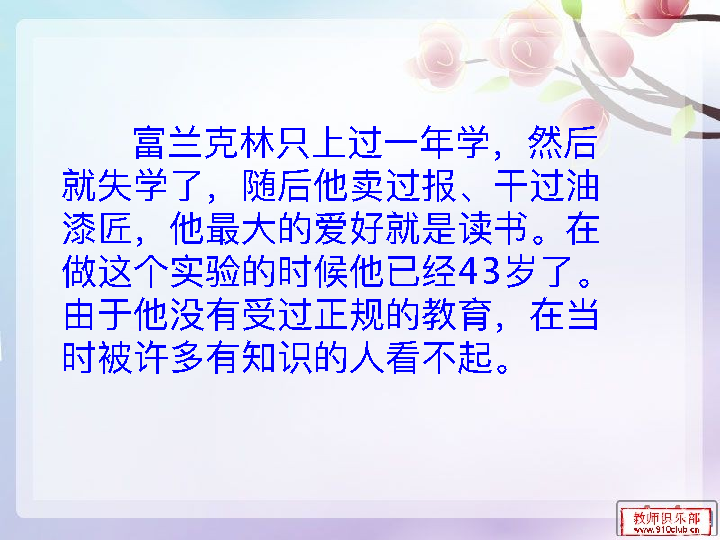 富兰克林只上过一年学，然后
就失学了，随后他卖过报、干过油
漆匠，他最大的爱好就是读书。在
做这个实验的时候他已经43岁了。
由于他没有受过正规的教育，在当
时被许多有知识的人看不起。
教师俱乐部
www.910club.cn